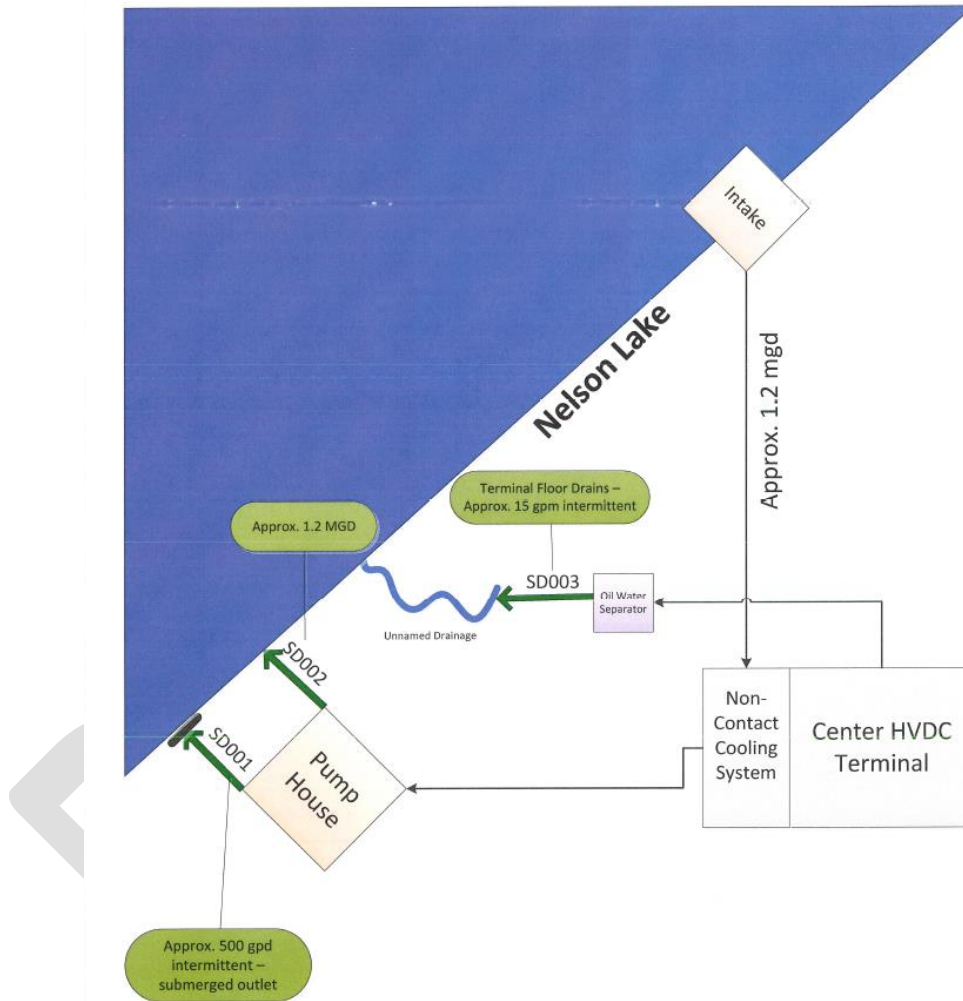 Intake
Nelson Lake
Approx. 1.2 mgd
Terminal Floor Drains –
Approx. 15 gpm intermittent
Approx. 1.2 MGD
SD003
Oil Water
Separator
Unnamed Drainage
SD002
SD001
Pump
House
Non-
Contact
Cooling
System
Center HVDC
Terminal
Approx. 500 gpd
intermittent –
submerged outlet